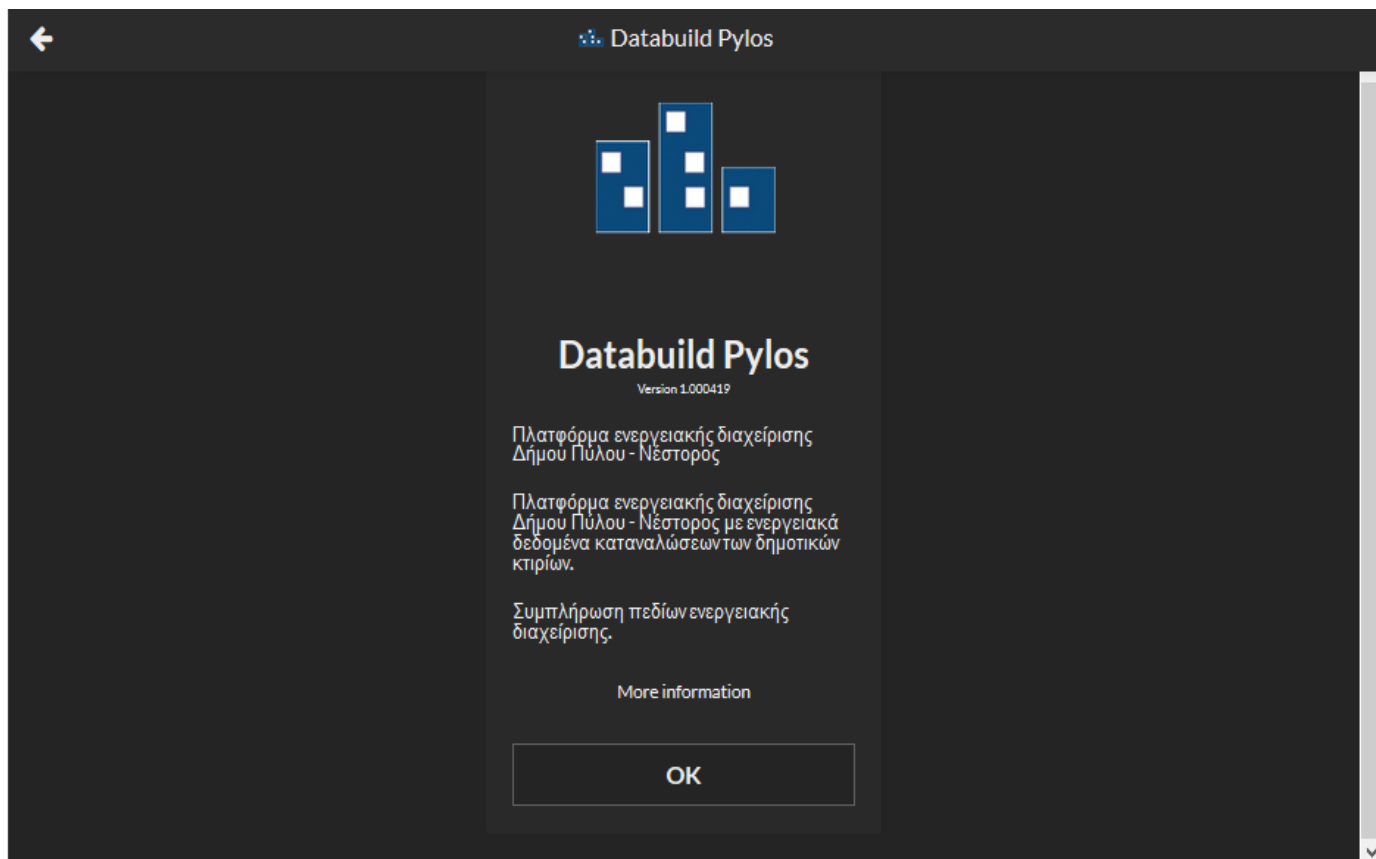 Databuild Pylos
Databuild Pylos
Version 1.000419
Πλατφόρμα ενεργειακής διαχείρισης
Δήμου Πύλου - Νέστορος
Πλατφόρμα ενεργειακής διαχείρισης
Δήμου Πύλου - Νέστορος με ενεργειακά
δεδομένα καταναλώσεων των δημοτικών
κτιρίων.
Συμπλήρωση πεδίων ενεργειακής
διαχείρισης.
More information
OK